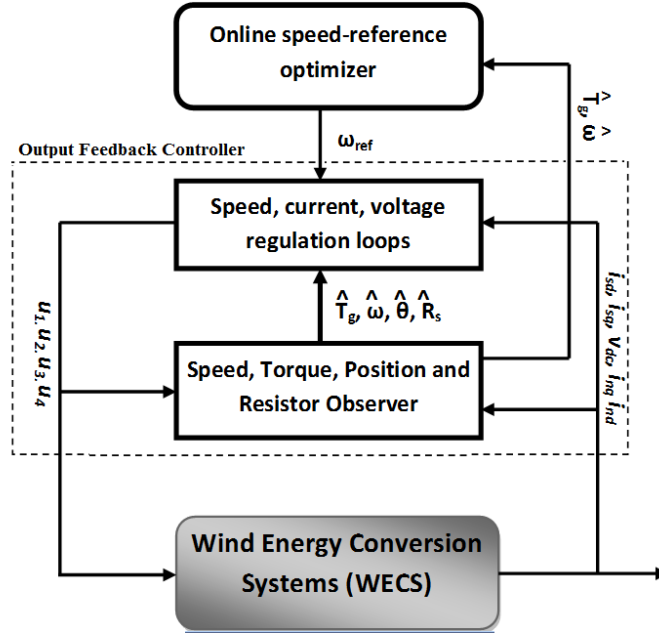 Online speed-reference
optimizer
T̂g, ω̂
Output Feedback Controller
ωref
Speed, current, voltage
regulation loops
T̂g, ω̂, θ̂, R̂s
u1, u2, u3, u4
isd, isq, vdc, inq ind
Speed, Torque, Position and
Resistor Observer
Wind Energy Conversion
Systems (WECS)